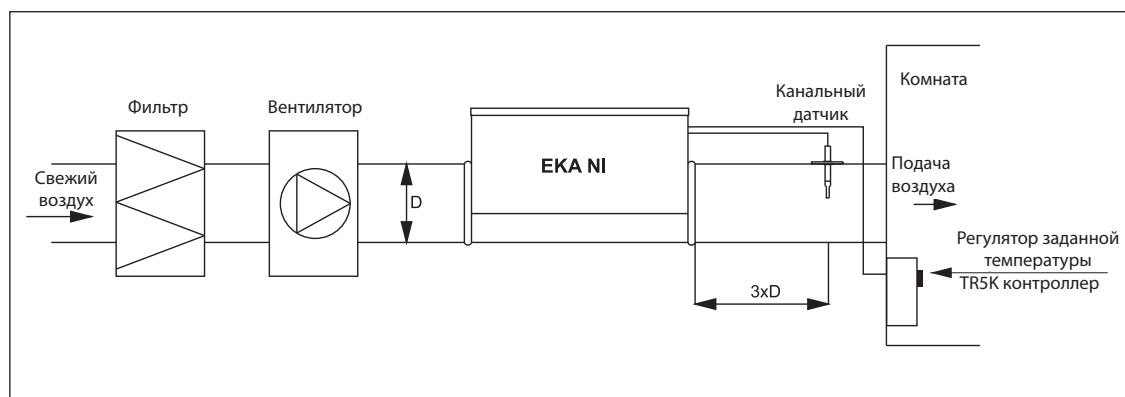 Фильтр
Вентилятор
Канальный
датчик
Комната
Свежий
воздух
D
EKA NI
Подача
воздуха
Регулятор заданной
температуры
TR5K контроллер
3xD